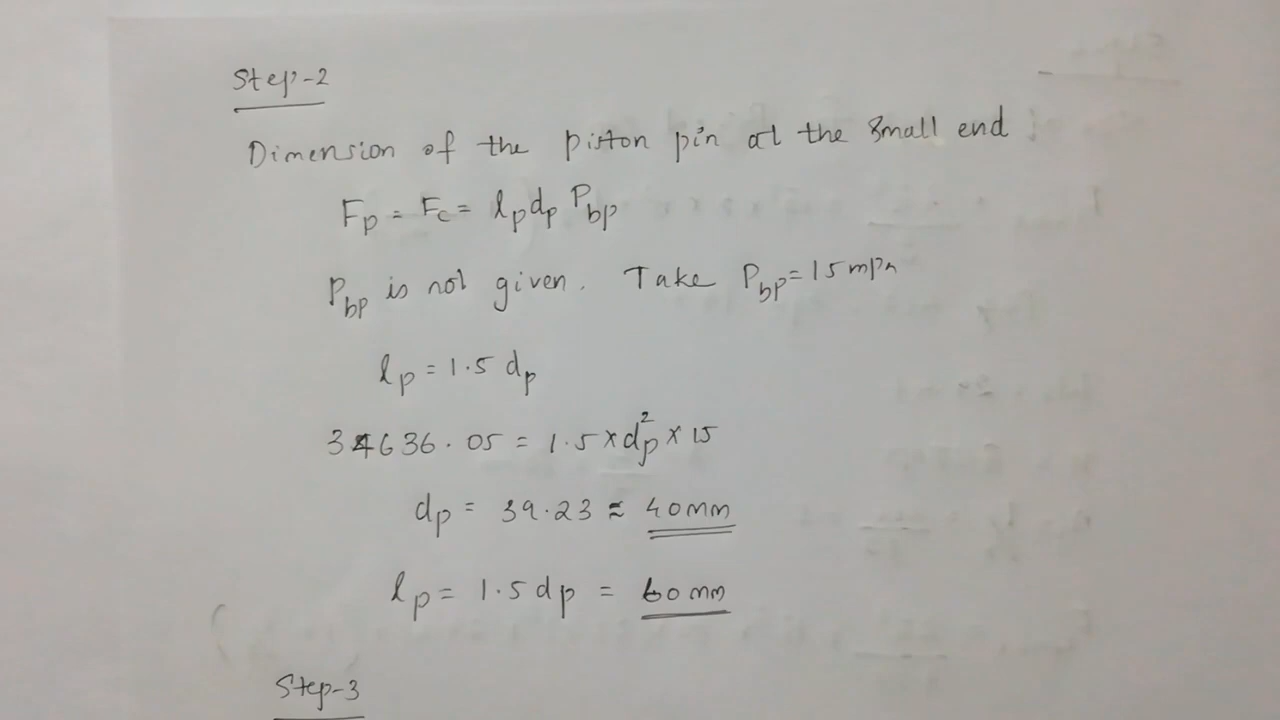 Step-2
Dimension of the piston pin at the small end
Fp = Fc = lp dp Pbp
Pbp is not given. Take Pbp = 15 mpa
lp = 1.5 dp
34636.05 = 1.5 × dp² × 15
dp = 39.23 ≈ 40mm
lp = 1.5 dp = 60mm
Step-3